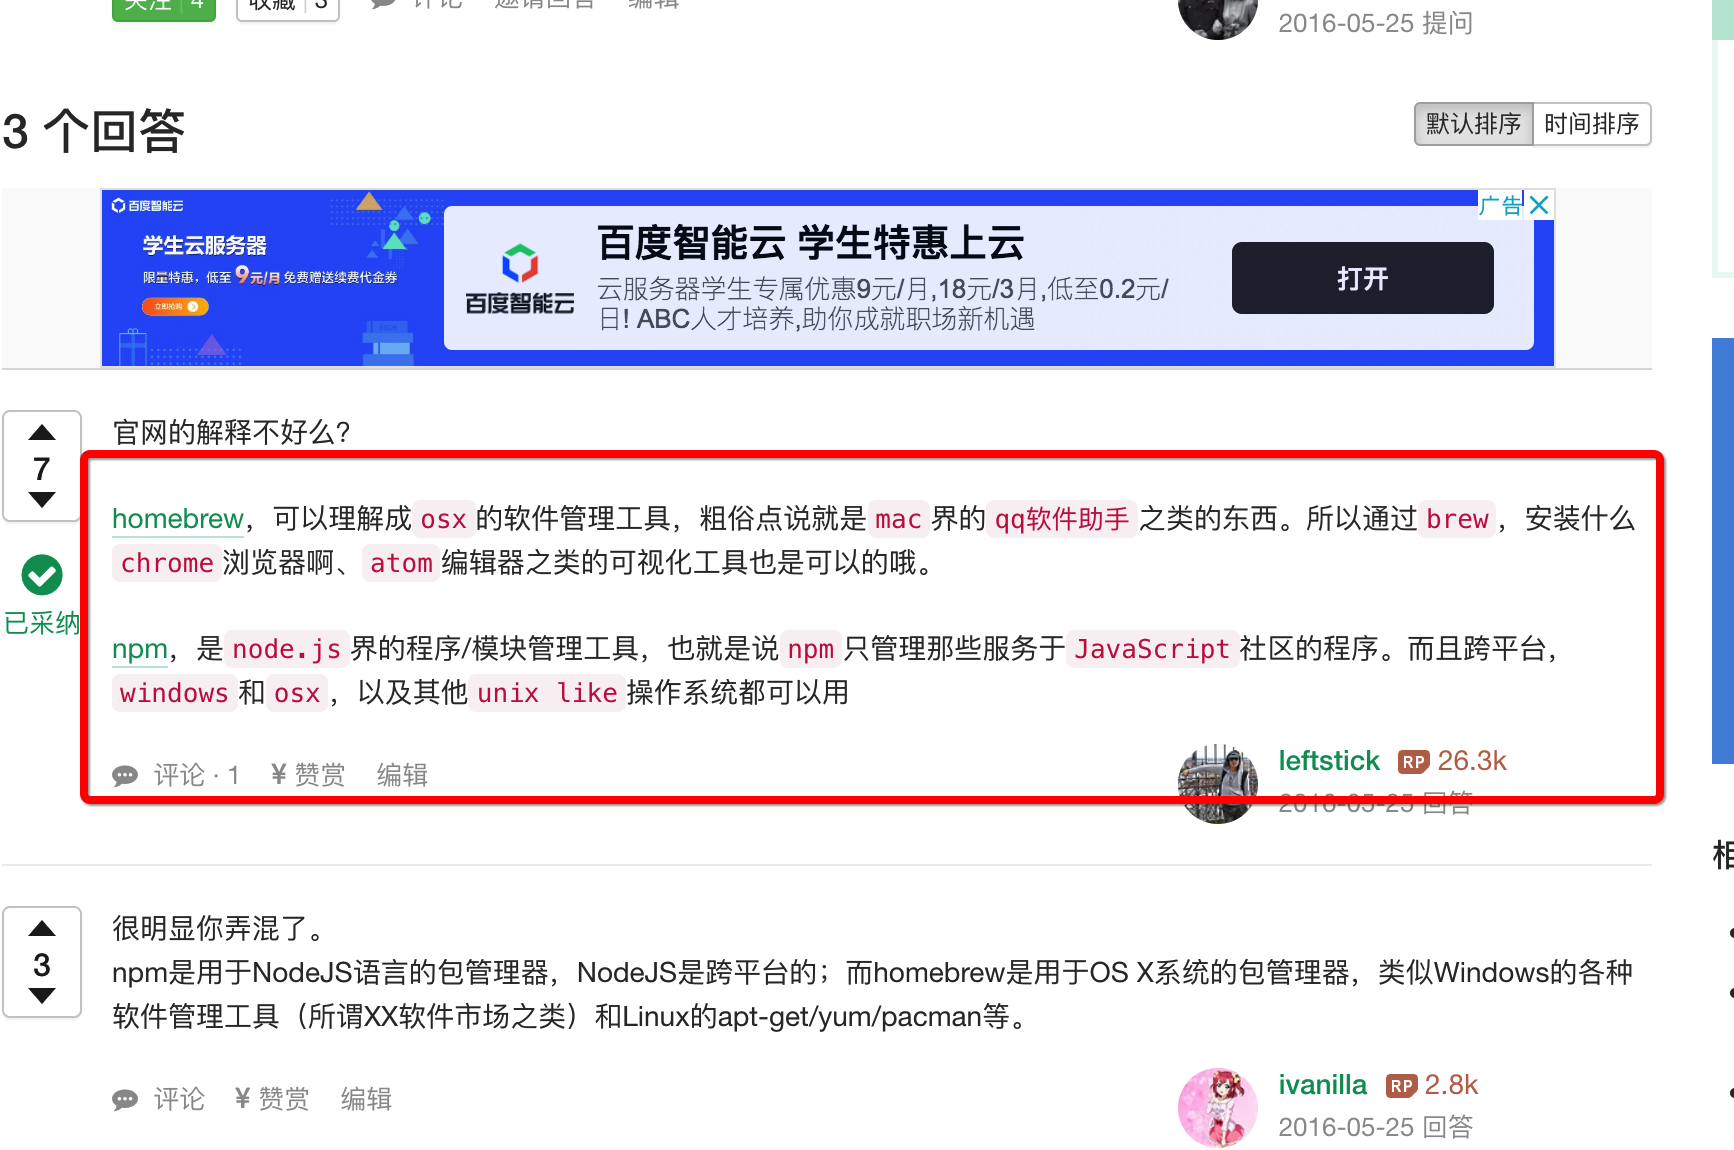 关注 | 4 收藏 | 3 评论 邀请回答 编辑
2016-05-25 提问
3 个回答
默认排序 时间排序
百度智能云
学生云服务器
限量特惠，低至 9元/月 免费赠送续费代金券
立即抢购
百度智能云
百度智能云 学生特惠上云
云服务器学生专属优惠9元/月,18元/3月,低至0.2元/
日! ABC人才培养,助你成就职场新机遇
打开
广告
7
已采纳
官网的解释不好么？
homebrew，可以理解成 osx 的软件管理工具，粗俗点说就是 mac 界的 qq软件助手 之类的东西。所以通过 brew ，安装什么
chrome 浏览器啊、 atom 编辑器之类的可视化工具也是可以的哦。
npm，是 node.js 界的程序/模块管理工具，也就是说 npm 只管理那些服务于 JavaScript 社区的程序。而且跨平台，
windows 和 osx ，以及其他 unix like 操作系统都可以用
评论 · 1 ¥ 赞赏 编辑
leftstick RP 26.3k
2016-05-25 回答
相
3
很明显你弄混了。
npm是用于NodeJS语言的包管理器，NodeJS是跨平台的；而homebrew是用于OS X系统的包管理器，类似Windows的各种
软件管理工具（所谓XX软件市场之类）和Linux的apt-get/yum/pacman等。
评论 ¥ 赞赏 编辑
ivanilla RP 2.8k
2016-05-25 回答